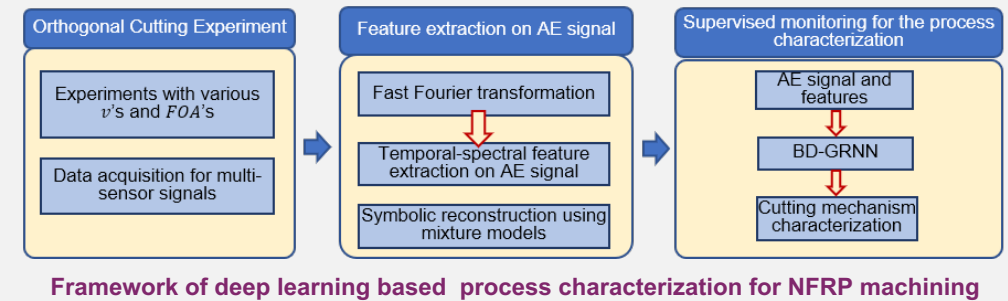 Orthogonal Cutting Experiment
Experiments with various
v's and FOA's
Data acquisition for multi-
sensor signals
Feature extraction on AE signal
Fast Fourier transformation
Temporal-spectral feature
extraction on AE signal
Symbolic reconstruction using
mixture models
Supervised monitoring for the process
characterization
AE signal and
features
BD-GRNN
Cutting mechanism
characterization
Framework of deep learning based process characterization for NFRP machining